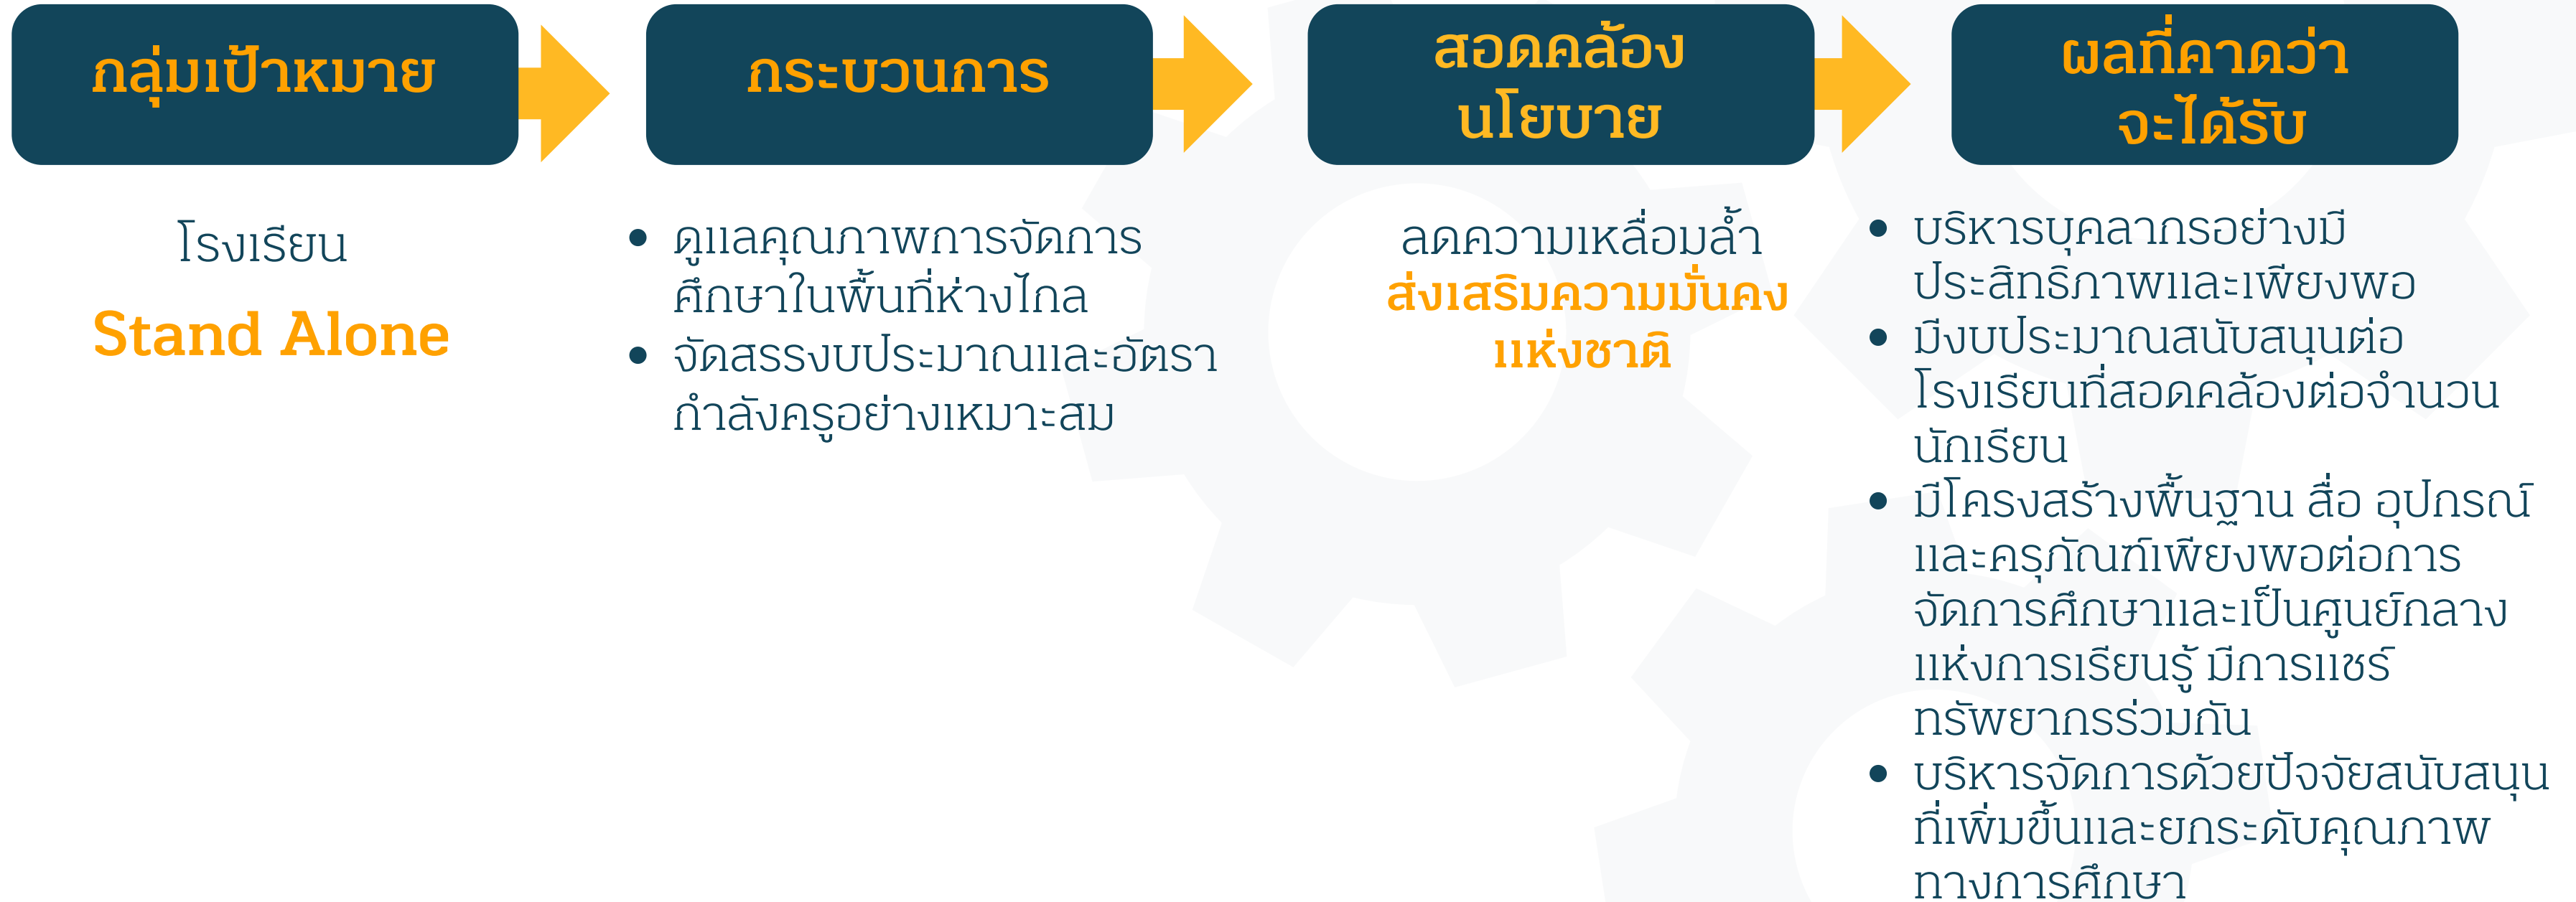 กลุ่มเป้าหมาย
กระบวนการ
สอดคล้อง
นโยบาย
ผลที่คาดว่า
จะได้รับ
โรงเรียน
Stand Alone
• ดูแลคุณภาพการจัดการ
ศึกษาในพื้นที่ห่างไกล
• จัดสรรงบประมาณและอัตรา
กำลังครูอย่างเหมาะสม
ลดความเหลื่อมล้ำ
ส่งเสริมความมั่นคง
แห่งชาติ
• บริหารบุคลากรอย่างมี
ประสิทธิภาพและเพียงพอ
• มีงบประมาณสนับสนุนต่อ
โรงเรียนที่สอดคล้องต่อจำนวน
นักเรียน
• มีโครงสร้างพื้นฐาน สื่อ อุปกรณ์
และครุภัณฑ์เพียงพอต่อการ
จัดการศึกษาและเป็นศูนย์กลาง
แห่งการเรียนรู้ มีการแชร์
ทรัพยากรร่วมกัน
• บริหารจัดการด้วยปัจจัยสนับสนุน
ที่เพิ่มขึ้นและยกระดับคุณภาพ
ทางการศึกษา